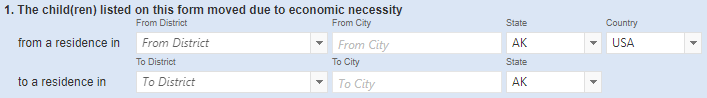 1. The child(ren) listed on this form moved due to economic necessity
From District From City State Country
from a residence in From District From City AK USA
To District To City State
to a residence in To District To City AK